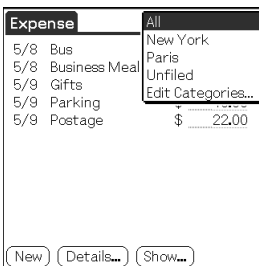 Expense
All
New York
Paris
Unfiled
Edit Categories...
5/8 Bus
5/8 Business Meal
5/9 Gifts
5/9 Parking $
5/9 Postage $ 22.00
New Details... Show...